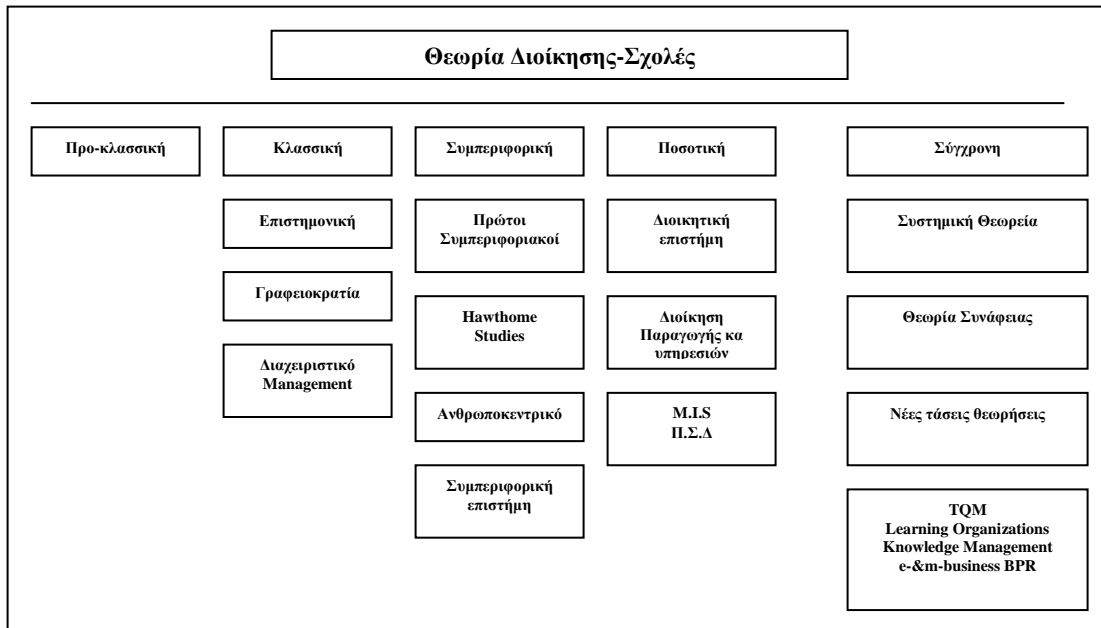 Θεωρία Διοίκησης-Σχολές
Προ-κλασσική
Κλασσική
Επιστημονική
Γραφειοκρατία
Διαχειριστικό
Management
Συμπεριφορική
Πρώτοι
Συμπεριφοριακοί
Hawthome
Studies
Ανθρωποκεντρικό
Συμπεριφορική
επιστήμη
Ποσοτική
Διοικητική
επιστήμη
Διοίκηση
Παραγωγής κα
υπηρεσιών
M.I.S
Π.Σ.Δ
Σύγχρονη
Συστημική Θεωρεία
Θεωρία Συνάφειας
Νέες τάσεις θεωρήσεις
TQM
Learning Organizations
Knowledge Management
e-&m-business BPR